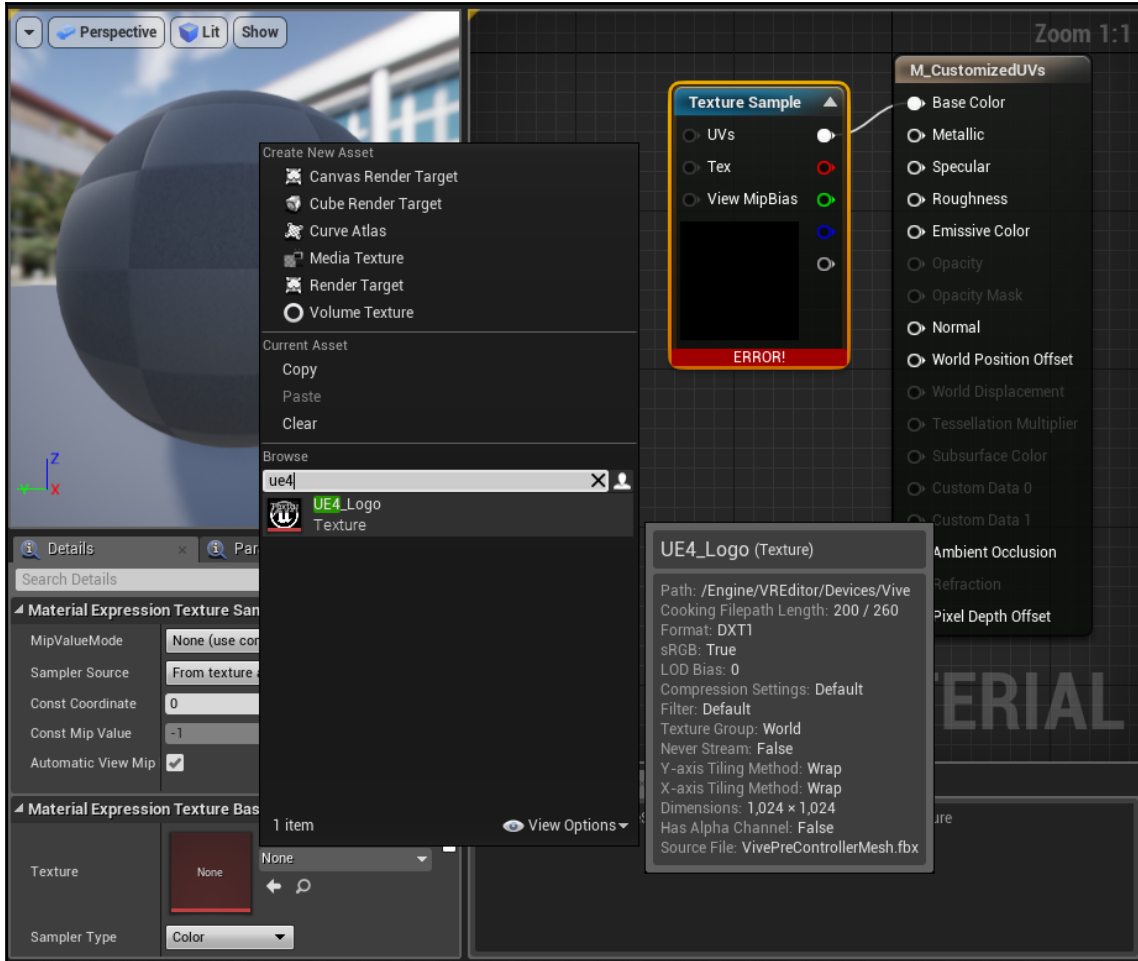 Perspective
Lit
Show
Zoom 1:1
Create New Asset
Canvas Render Target
Cube Render Target
Curve Atlas
Media Texture
Render Target
Volume Texture
Current Asset
Copy
Paste
Clear
Browse
ue4
UE4_Logo
Texture
1 item
View Options
Texture Sample
UVs
Tex
View MipBias
ERROR!
M_CustomizedUVs
Base Color
Metallic
Specular
Roughness
Emissive Color
Opacity
Opacity Mask
Normal
World Position Offset
World Displacement
Tessellation Multiplier
Subsurface Color
Custom Data 0
Custom Data 1
Ambient Occlusion
Refraction
Pixel Depth Offset
Z
Y
X
UE4_Logo (Texture)
Path: /Engine/VREditor/Devices/Vive
Cooking Filepath Length: 200 / 260
Format: DXT1
sRGB: True
LOD Bias: 0
Compression Settings: Default
Filter: Default
Texture Group: World
Never Stream: False
Y-axis Tiling Method: Wrap
X-axis Tiling Method: Wrap
Dimensions: 1,024 × 1,024
Has Alpha Channel: False
Source File: VivePreControllerMesh.fbx
ERIAL
ure
Details
Par
Search Details
Material Expression Texture Sam
MipValueMode
None (use con
Sampler Source
From texture a
Const Coordinate
0
Const Mip Value
-1
Automatic View Mip
Material Expression Texture Bas
Texture
None
None
Sampler Type
Color